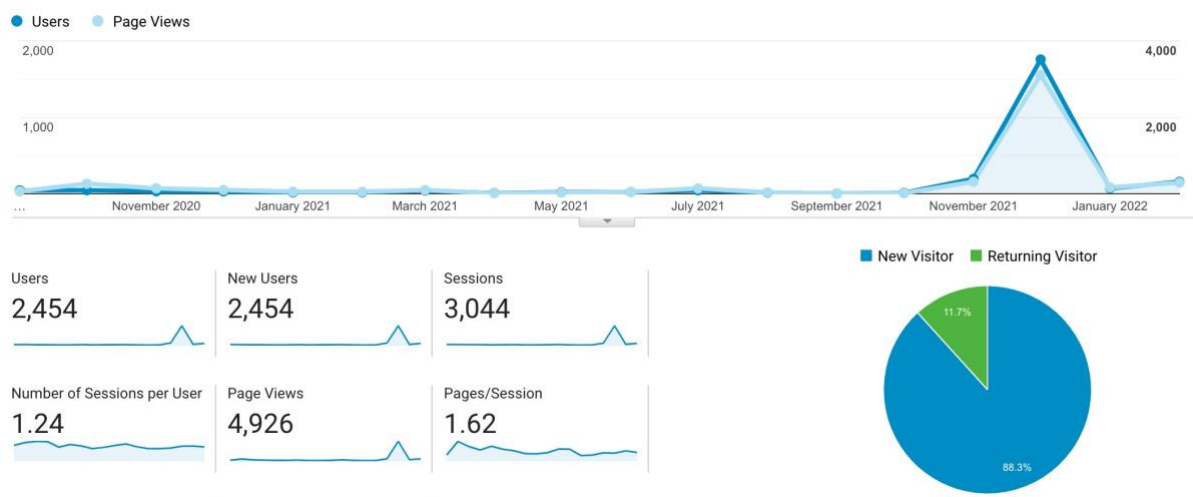 Users Page Views
2,000 4,000
1,000 2,000
... November 2020 January 2021 March 2021 May 2021 July 2021 September 2021 November 2021 January 2022
New Visitor Returning Visitor
Users New Users Sessions
2,454 2,454 3,044
Number of Sessions per User Page Views Pages/Session
1.24 4,926 1.62
11.7%
88.3%